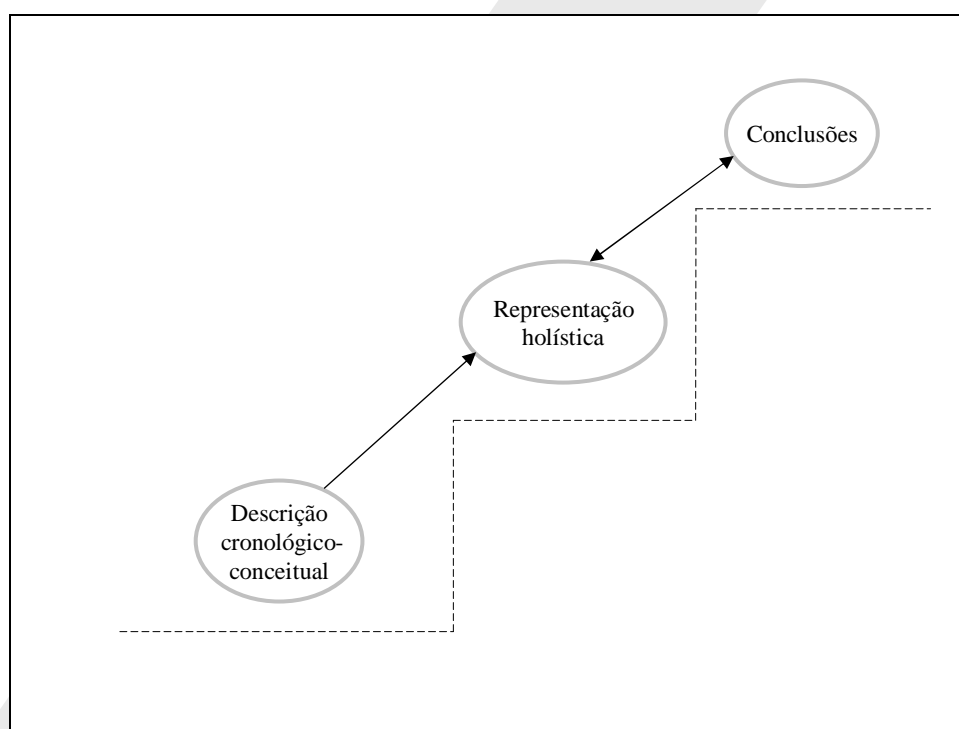 Conclusões
Representação
holística
Descrição
cronológico-
conceitual